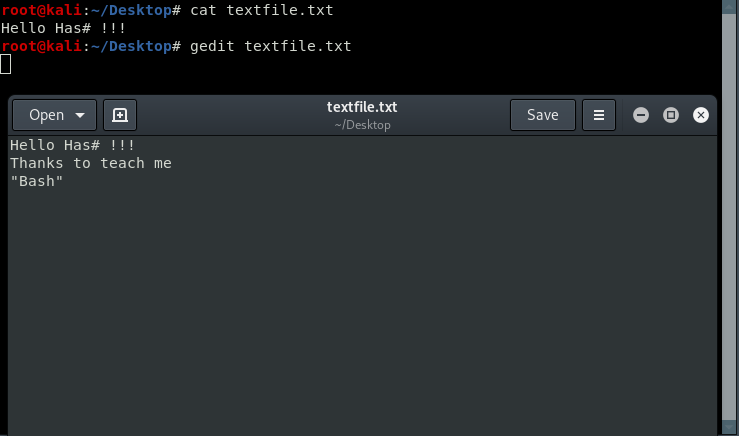 root@kali:~/Desktop# cat textfile.txt
Hello Has# !!!
root@kali:~/Desktop# gedit textfile.txt
Open
textfile.txt
~/Desktop
Save
Hello Has# !!!
Thanks to teach me
"Bash"